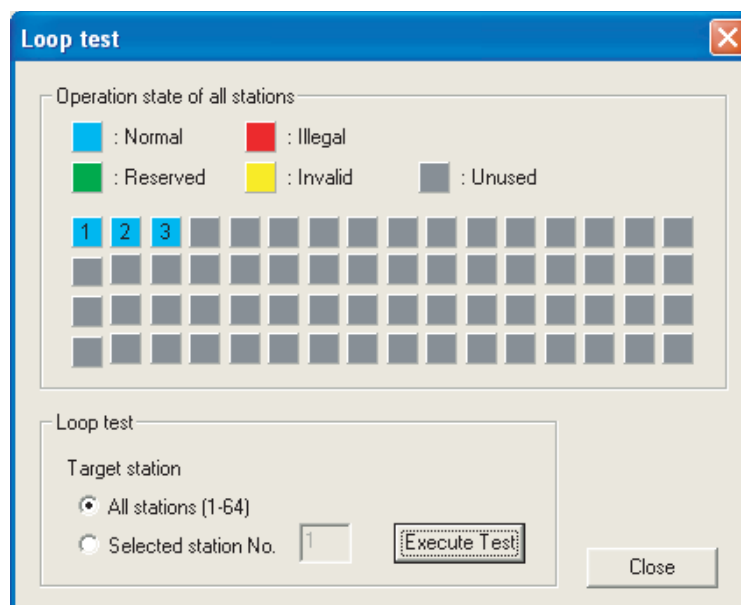 Loop test
Operation state of all stations
: Normal : Illegal
: Reserved : Invalid : Unused
1 2 3
Loop test
Target station
All stations (1-64)
Selected station No. 1 Execute Test
Close